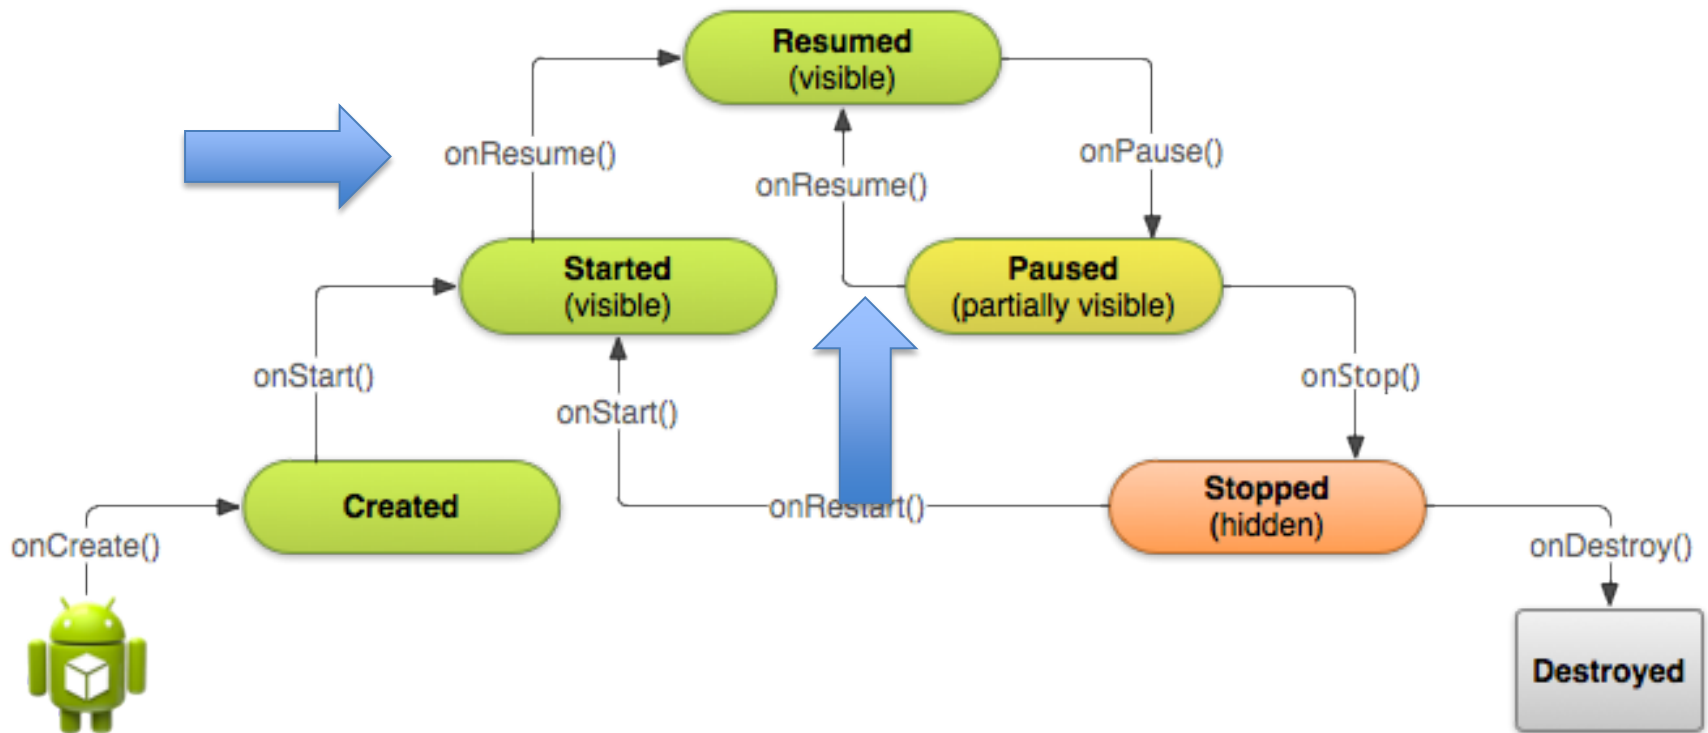 Resumed
(visible)
onResume()
onPause()
onResume()
Started
(visible)
Paused
(partially visible)
onStart()
onStop()
onStart()
Created
onRestart()
Stopped
(hidden)
onCreate()
onDestroy()
Destroyed